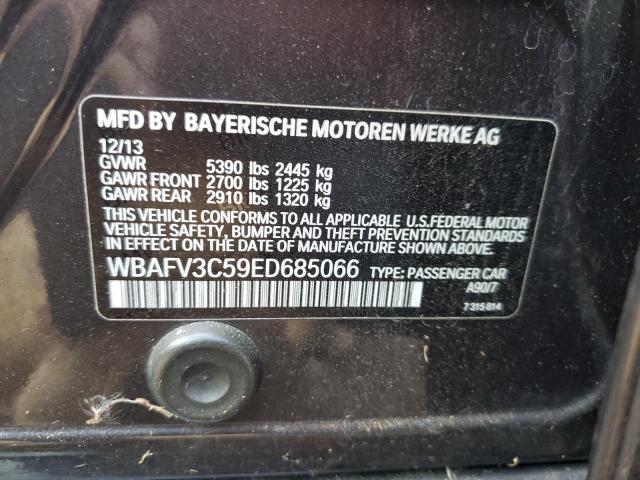 MFD BY BAYERISCHE MOTOREN WERKE AG
12/13
GVWR 5390 lbs 2445 kg
GAWR FRONT 2700 lbs 1225 kg
GAWR REAR 2910 lbs 1320 kg
THIS VEHICLE CONFORMS TO ALL APPLICABLE U.S.FEDERAL MOTOR
VEHICLE SAFETY, BUMPER AND THEFT PREVENTION STANDARDS
IN EFFECT ON THE DATE OF MANUFACTURE SHOWN ABOVE.
WBAFV3C59ED685066 TYPE: PASSENGER CAR
A90/7
7315814